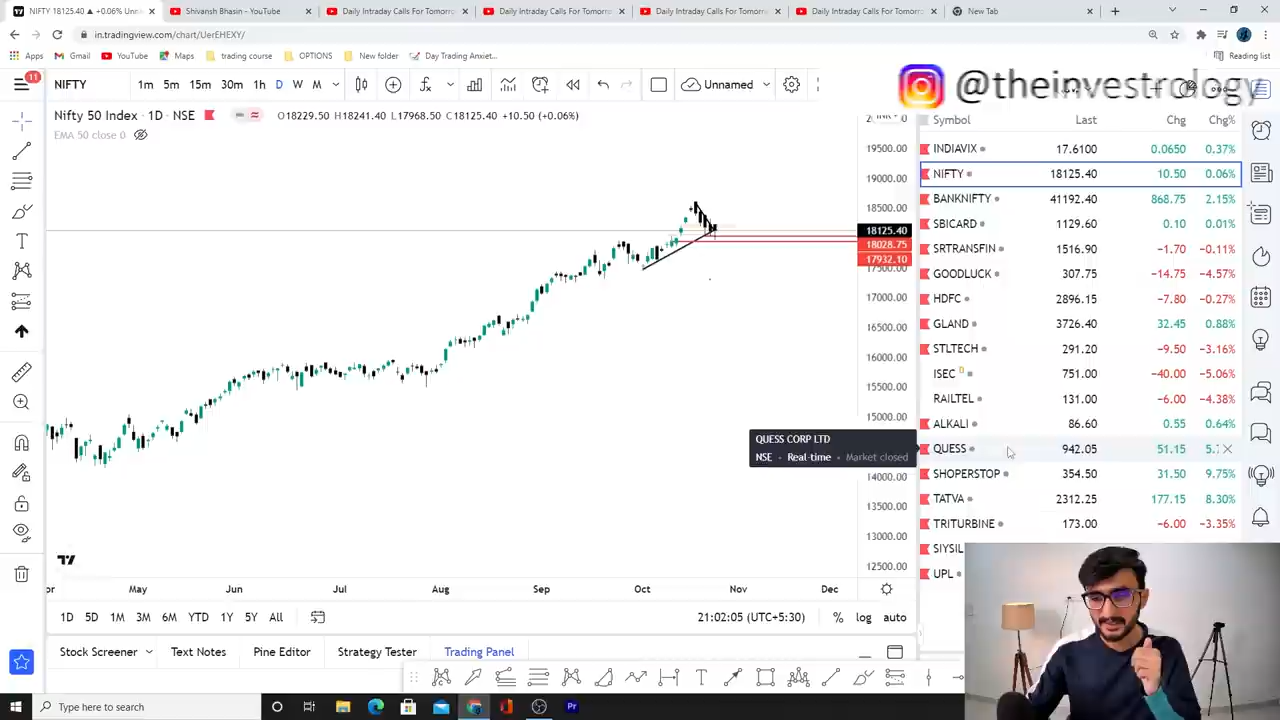 NIFTY 18125.40 ▲ +0.06% Unn
Shivansh Bhasin - YouTube
Daily Intraday Calls For Tomorro
Daily Intraday Calls For Tomorro
Daily Intraday Calls For Tomorro
Daily Intraday Calls For Tomorro
New Tab
in.tradingview.com/chart/UerEHEXY/
Apps
Gmail
YouTube
Maps
trading course
OPTIONS
New folder
Day Trading Anxiet...
Reading list
11
NIFTY
1m 5m 15m 30m 1h D W M
Unnamed
@theinvestrology
Nifty 50 Index · 1D · NSE
O18229.50 H18241.40 L17968.50 C18125.40 +10.50 (+0.06%)
EMA 50 close 0
19500.00
19000.00
18500.00
18125.40
18028.75
17932.10
17500.00
17000.00
16500.00
16000.00
15500.00
15000.00
14000.00
13500.00
13000.00
12500.00
May Jun Jul Aug Sep Oct Nov Dec
1D 5D 1M 3M 6M YTD 1Y 5Y All
21:02:05 (UTC+5:30)
% log auto
Stock Screener
Text Notes
Pine Editor
Strategy Tester
Trading Panel
Symbol Last Chg Chg%
INDIAVIX 17.6100 0.0650 0.37%
NIFTY 18125.40 10.50 0.06%
BANKNIFTY 41192.40 868.75 2.15%
SBICARD 1129.60 0.10 0.01%
SRTRANSFIN 1516.90 −1.70 −0.11%
GOODLUCK 307.75 −14.75 −4.57%
HDFC 2896.15 −7.80 −0.27%
GLAND 3726.40 32.45 0.88%
STLTECH 291.20 −9.50 −3.16%
ISEC D 751.00 −40.00 −5.06%
RAILTEL 131.00 −6.00 −4.38%
ALKALI 86.60 0.55 0.64%
QUESS 942.05 51.15 5.7
SHOPERSTOP 354.50 31.50 9.75%
TATVA 2312.25 177.15 8.30%
TRITURBINE 173.00 −6.00 −3.35%
SIYSIL
UPL
QUESS CORP LTD
NSE · Real-time · Market closed
Type here to search
Pr